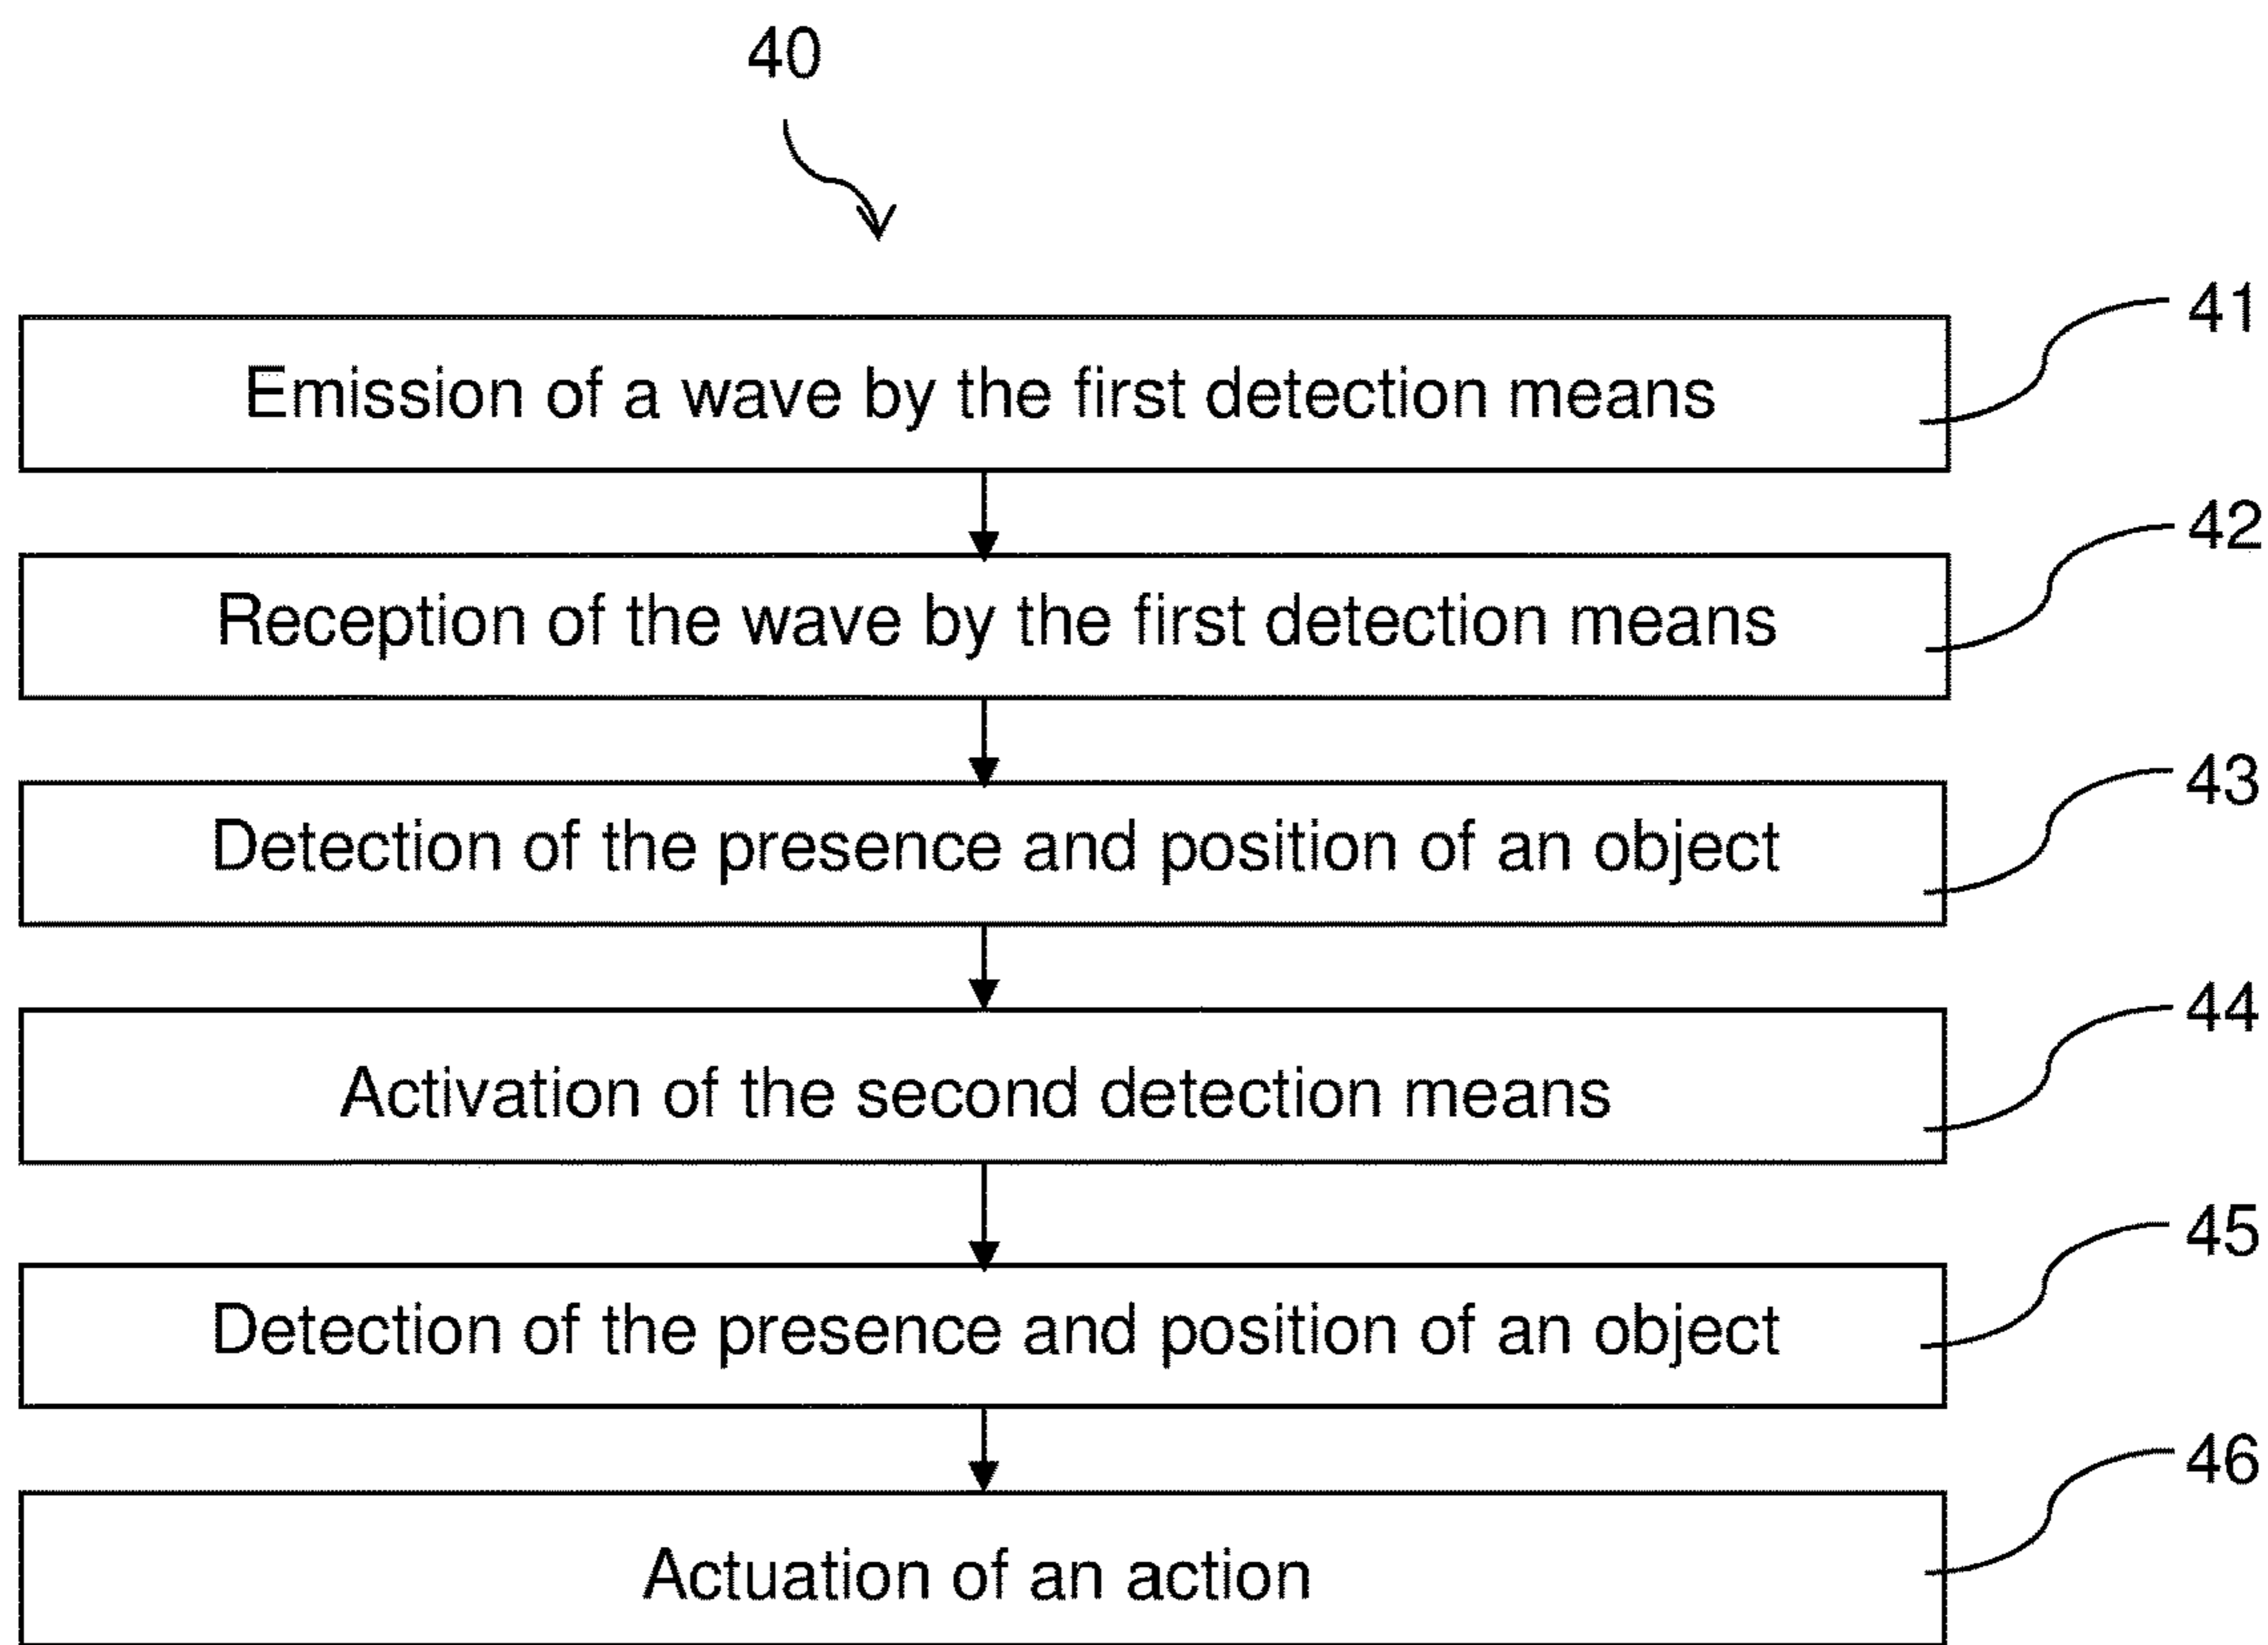 40
Emission of a wave by the first detection means
41
Reception of the wave by the first detection means
42
Detection of the presence and position of an object
43
Activation of the second detection means
44
Detection of the presence and position of an object
45
Actuation of an action
46